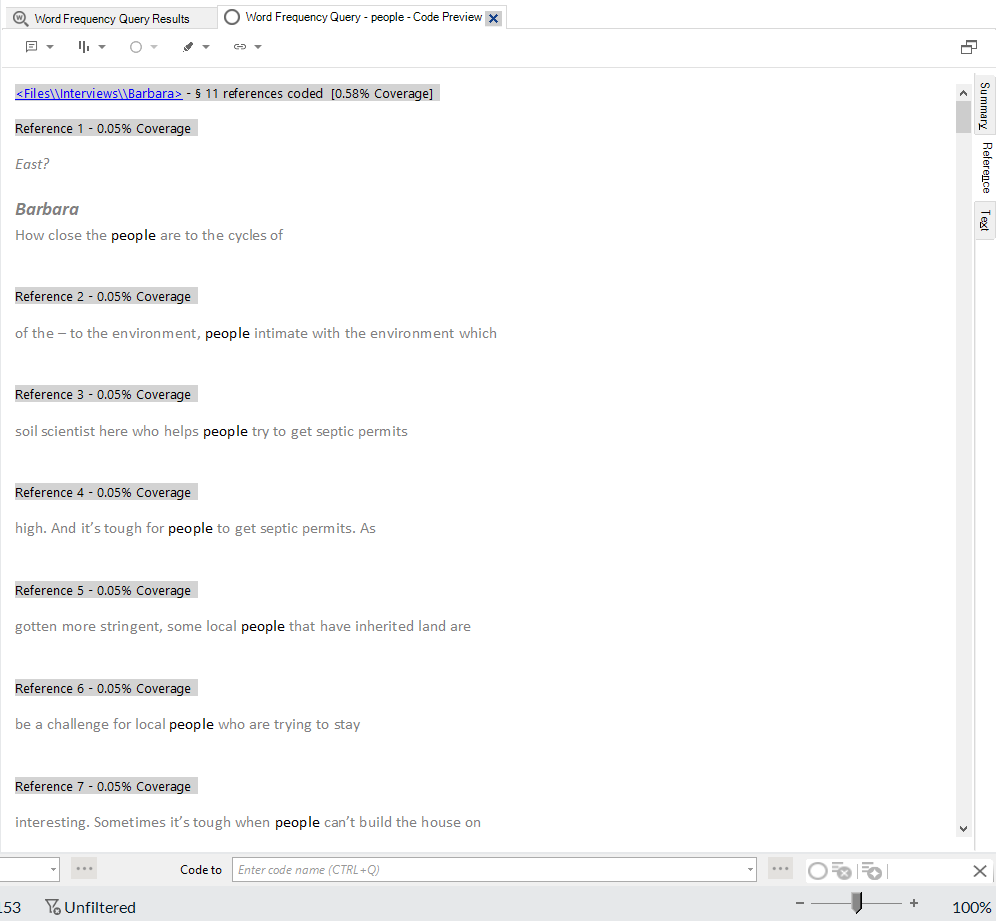 Word Frequency Query Results
Word Frequency Query - people - Code Preview
<Files\\Interviews\\Barbara> - § 11 references coded [0.58% Coverage]
Reference 1 - 0.05% Coverage
East?
Barbara
How close the people are to the cycles of
Reference 2 - 0.05% Coverage
of the – to the environment, people intimate with the environment which
Reference 3 - 0.05% Coverage
soil scientist here who helps people try to get septic permits
Reference 4 - 0.05% Coverage
high. And it’s tough for people to get septic permits. As
Reference 5 - 0.05% Coverage
gotten more stringent, some local people that have inherited land are
Reference 6 - 0.05% Coverage
be a challenge for local people who are trying to stay
Reference 7 - 0.05% Coverage
interesting. Sometimes it’s tough when people can’t build the house on
Summary
Reference
Text
Code to
Enter code name (CTRL+Q)
153
Unfiltered
100%